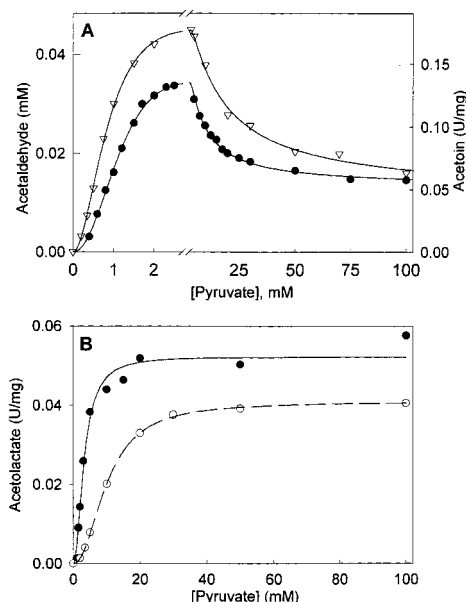 A
0.04
0.02
0.00
Acetaldehyde (mM)
0.15
0.10
0.05
0.00
Acetoin (U/mg)
0 1 2 25 50 75 100
[Pyruvate], mM
B
0.06
0.04
0.02
0.00
Acetolactate (U/mg)
0 20 40 60 80 100
[Pyruvate] (mM)